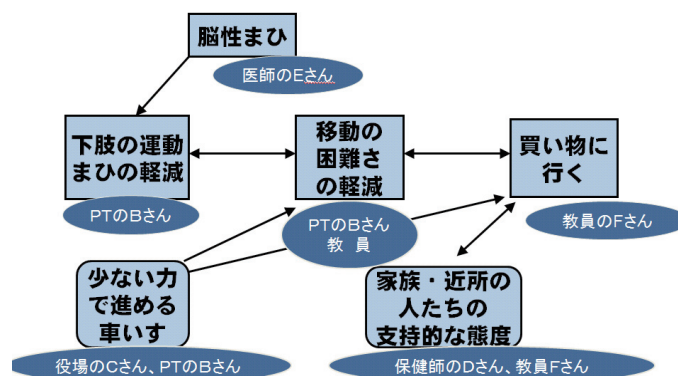 脳性まひ
医師のEさん
下肢の運動
まひの軽減
PTのBさん
移動の
困難さ
の軽減
PTのBさん
教 員
買い物に
行く
教員のFさん
少ない力
で進める
車いす
役場のCさん、PTのBさん
家族・近所の
人たちの
支持的な態度
保健師のDさん、教員Fさん